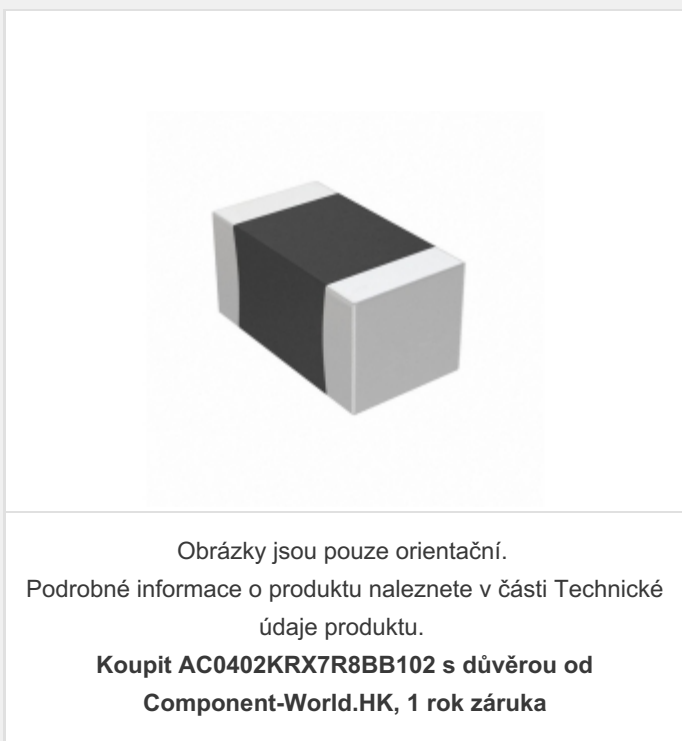 Obrázky jsou pouze orientační.
Podrobné informace o produktu naleznete v části Technické
údaje produktu.
Koupit AC0402KRX7R8BB102 s důvěrou od
Component-World.HK, 1 rok záruka